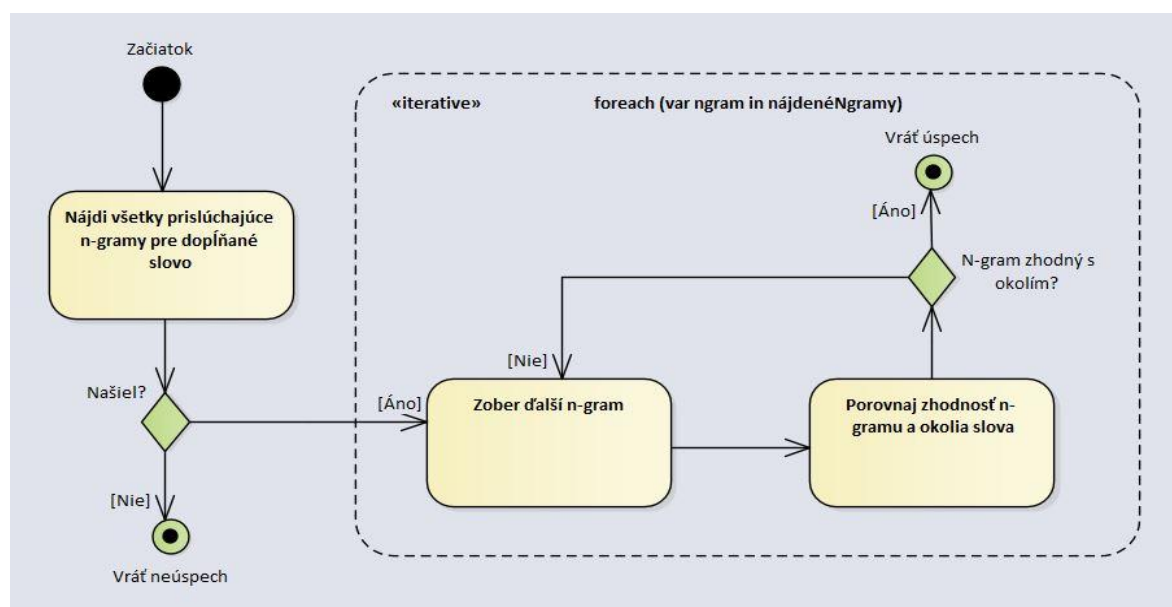 Začiatok
«iterative» foreach (var ngram in nájdenéNgramy)
Vráť úspech
[Áno]
Nájdi všetky prislúchajúce
n-gramy pre dopĺňané
slovo
N-gram zhodný s
okolím?
[Nie]
Našiel?
[Áno]
Zober ďalší n-gram
Porovnaj zhodnosť n-
gramu a okolia slova
[Nie]
Vráť neúspech